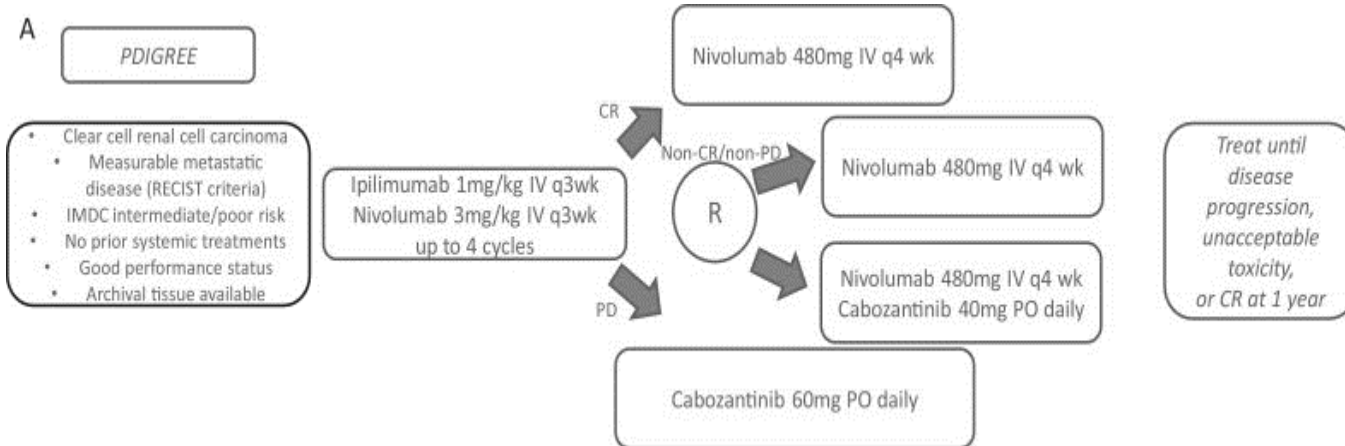 A
PDIGREE
• Clear cell renal cell carcinoma
• Measurable metastatic
disease (RECIST criteria)
• IMDC intermediate/poor risk
• No prior systemic treatments
• Good performance status
• Archival tissue available
Ipilimumab 1mg/kg IV q3wk
Nivolumab 3mg/kg IV q3wk
up to 4 cycles
CR
PD
Nivolumab 480mg IV q4 wk
Non-CR/non-PD
R
Nivolumab 480mg IV q4 wk
Nivolumab 480mg IV q4 wk
Cabozantinib 40mg PO daily
Cabozantinib 60mg PO daily
Treat until
disease
progression,
unacceptable
toxicity,
or CR at 1 year